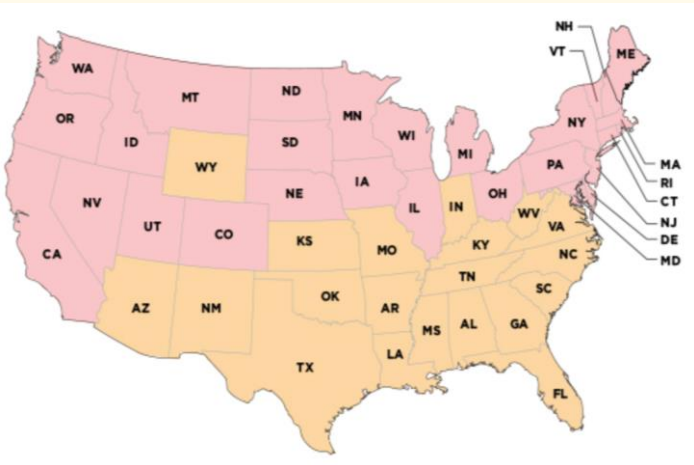 NH
VT
ME
WA
MT
ND
MN
OR
ID
SD
WI
MI
NY
WY
PA
MA
RI
CT
NJ
DE
MD
NE
IA
NV
UT
CO
IL
IN
OH
WV
VA
CA
KS
MO
KY
NC
AZ
NM
OK
AR
TN
SC
TX
LA
MS
AL
GA
FL